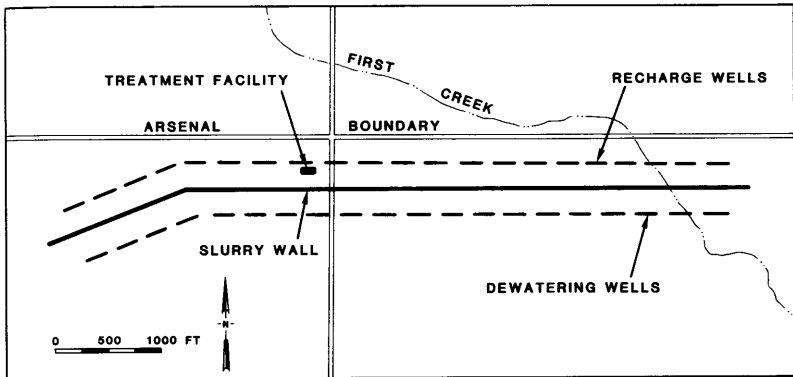 FIRST
CREEK
TREATMENT FACILITY
RECHARGE WELLS
ARSENAL BOUNDARY
SLURRY WALL
DEWATERING WELLS
N
0 500 1000 FT